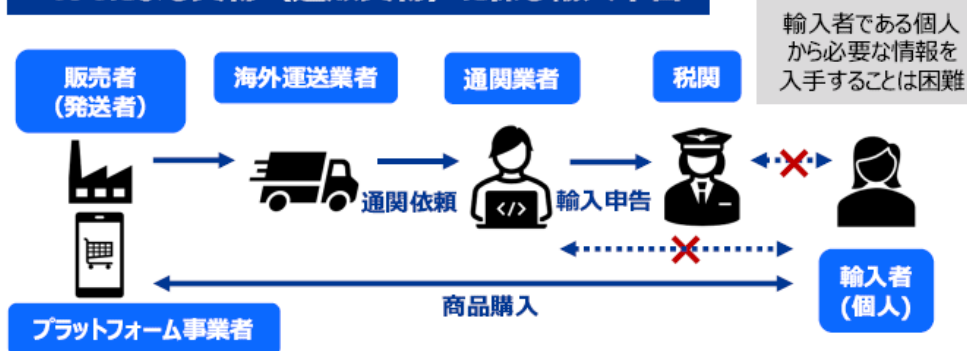 輸入者である個人
から必要な情報を
入手することは困難
販売者
(発送者)
海外運送業者
通関業者
税関
通関依頼
</>
輸入申告
商品購入
輸入者
(個人)
プラットフォーム事業者